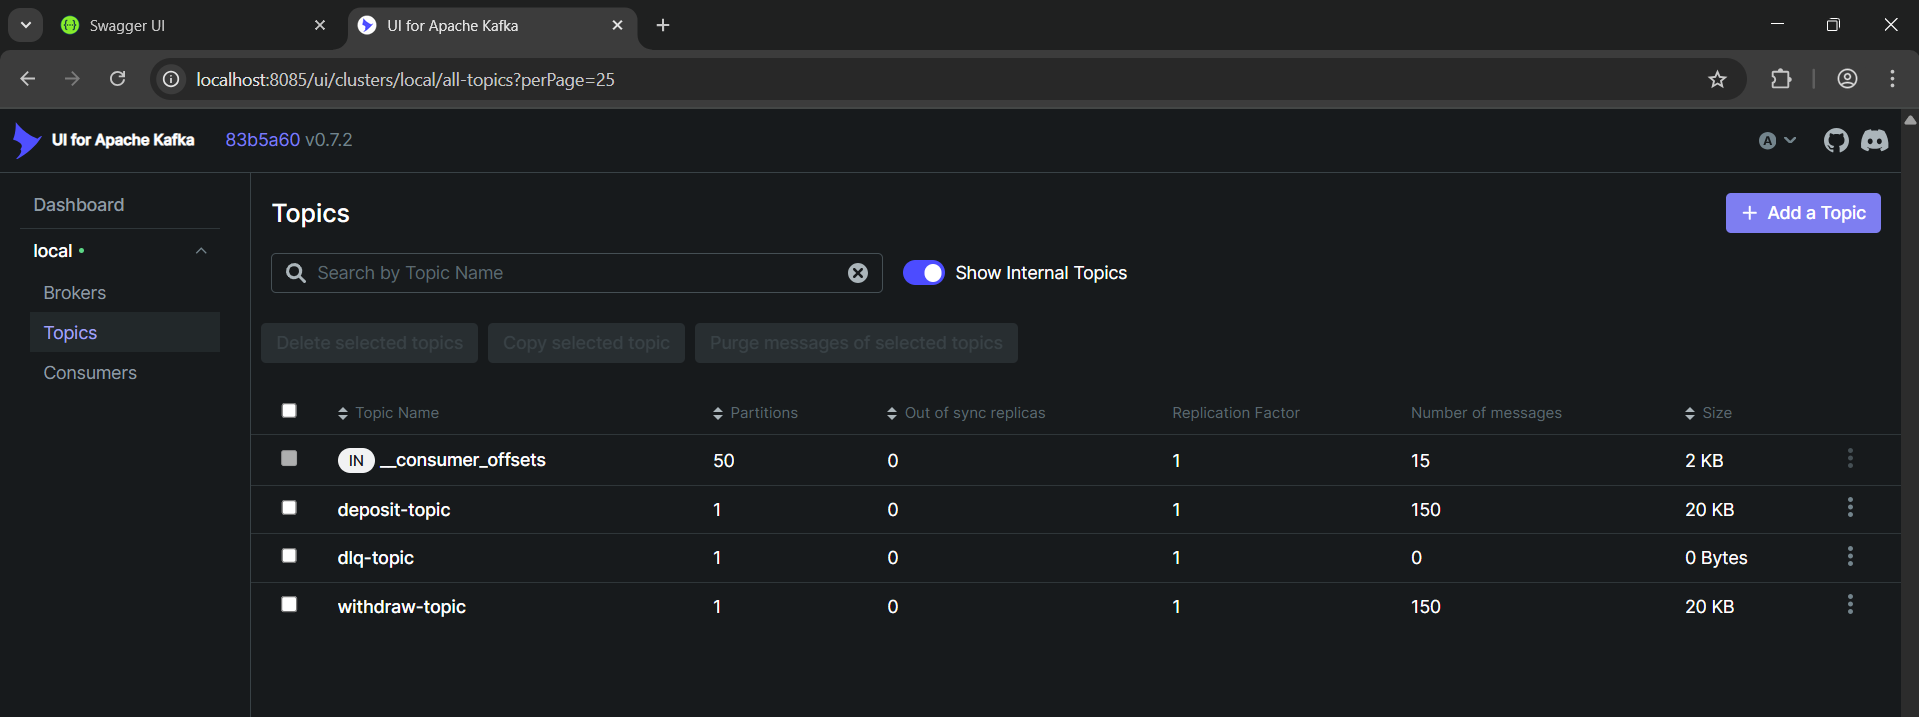 Swagger UI
UI for Apache Kafka
localhost:8085/ui/clusters/local/all-topics?perPage=25
UI for Apache Kafka 83b5a60 v0.7.2 A
Dashboard
local
Brokers
Topics
Consumers
Topics
+ Add a Topic
Search by Topic Name
Show Internal Topics
Delete selected topics Copy selected topic Purge messages of selected topics
Topic Name Partitions Out of sync replicas Replication Factor Number of messages Size
IN __consumer_offsets 50 0 1 15 2 KB
deposit-topic 1 0 1 150 20 KB
dlq-topic 1 0 1 0 0 Bytes
withdraw-topic 1 0 1 150 20 KB